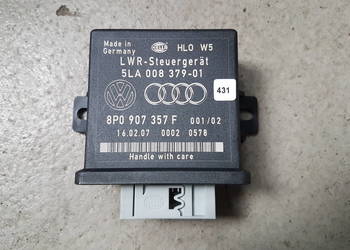 Made in
Germany
HELLA
HLO W5
LWR-Steuergerät
5LA 008 379-01
431
8P0 907 357 F 001/02
16.02.07 0002 0578
Handle with care